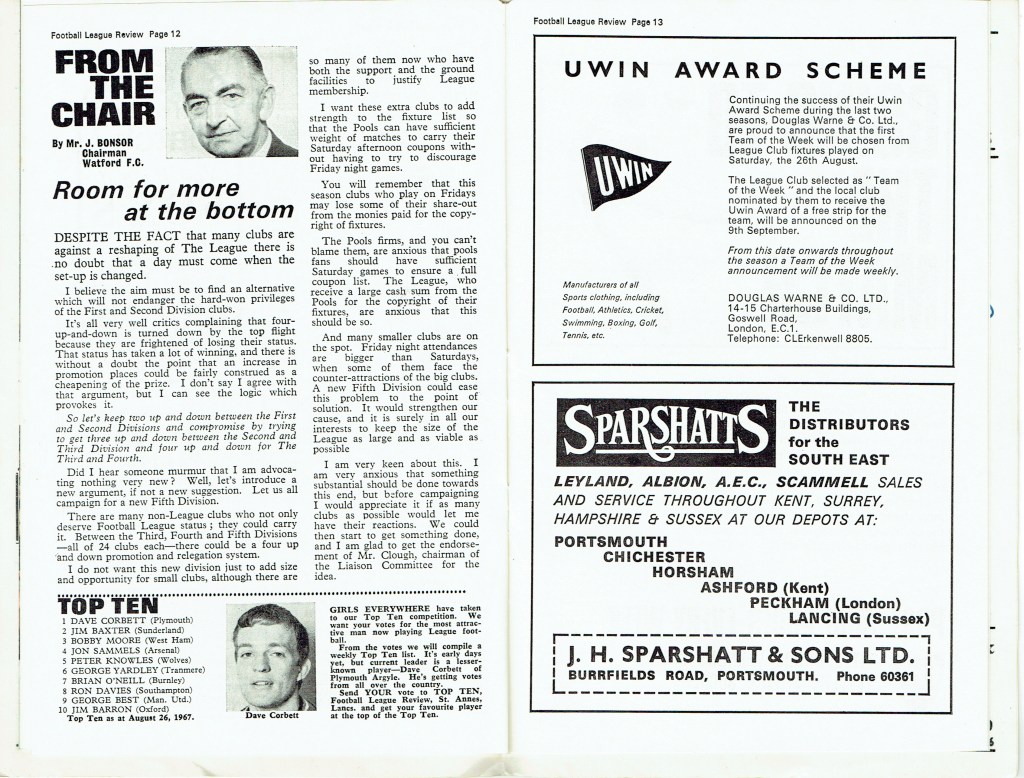 Football League Review Page 12
FROM
THE
CHAIR
By Mr. J. BONSOR
Chairman
Watford F.C.
Room for more
at the bottom
DESPITE THE FACT that many clubs are
against a reshaping of The League there is
no doubt that a day must come when the
set-up is changed.
I believe the aim must be to find an alternative
which will not endanger the hard-won privileges
of the First and Second Division clubs.
It's all very well critics complaining that four-
up-and-down is turned down by the top flight
because they are frightened of losing their status.
That status has taken a lot of winning, and there is
without a doubt the point that an increase in
promotion places could be fairly construed as a
cheapening of the prize. I don't say I agree with
that argument, but I can see the logic which
provokes it.
So let's keep two up and down between the First
and Second Divisions and compromise by trying
to get three up and down between the Second and
Third Division and four up and down for The
Third and Fourth.
Did I hear someone murmur that I am advoca-
ting nothing very new? Well, let's introduce a
new argument, if not a new suggestion. Let us all
campaign for a new Fifth Division.
There are many non-League clubs who not only
deserve Football League status; they could carry
it. Between the Third, Fourth and Fifth Divisions
—all of 24 clubs each—there could be a four up
and down promotion and relegation system.
I do not want this new division just to add size
and opportunity for small clubs, although there are
so many of them now who have
both the support and the ground
facilities to justify League
membership.
I want these extra clubs to add
strength to the fixture list so
that the Pools can have sufficient
weight of matches to carry their
Saturday afternoon coupons with-
out having to try to discourage
Friday night games.
You will remember that this
season clubs who play on Fridays
may lose some of their share-out
from the monies paid for the copy-
right of fixtures.
The Pools firms, and you can't
blame them, are anxious that pools
fans should have sufficient
Saturday games to ensure a full
coupon list. The League, who
receive a large cash sum from the
Pools for the copyright of their
fixtures, are anxious that this
should be so.
And many smaller clubs are on
the spot. Friday night attendances
are bigger than Saturdays,
when some of them face the
counter-attractions of the big clubs.
A new Fifth Division could ease
this problem to the point of
solution. It would strengthen our
cause, and it is surely in all our
interests to keep the size of the
League as large and as viable as
possible
I am very keen about this. I
am very anxious that something
substantial should be done towards
this end, but before campaigning
I would appreciate it if as many
clubs as possible would let me
have their reactions. We could
then start to get something done,
and I am glad to get the endorse-
ment of Mr. Clough, chairman of
the Liaison Committee for the
idea.
TOP TEN
1 DAVE CORBETT (Plymouth)
2 JIM BAXTER (Sunderland)
3 BOBBY MOORE (West Ham)
4 JON SAMMELS (Arsenal)
5 PETER KNOWLES (Wolves)
6 GEORGE YARDLEY (Tranmere)
7 BRIAN O'NEILL (Burnley)
8 RON DAVIES (Southampton)
9 GEORGE BEST (Man. Utd.)
10 JIM BARRON (Oxford)
Top Ten as at August 26, 1967.
Dave Corbett
GIRLS EVERYWHERE have taken
to our Top Ten competition. We
want your votes for the most attrac-
tive man now playing League foot-
ball.
From the votes we will compile a
weekly Top Ten list. It's early days
yet, but current leader is a lesser-
known player—Dave Corbett of
Plymouth Argyle. He's getting votes
from all over the country.
Send YOUR vote to TOP TEN,
Football League Review, St. Annes,
Lancs. and get your favourite player
at the top of the Top Ten.
Football League Review Page 13
UWIN AWARD SCHEME
UWIN
Continuing the success of their Uwin
Award Scheme during the last two
seasons, Douglas Warne & Co. Ltd.,
are proud to announce that the first
Team of the Week will be chosen from
League Club fixtures played on
Saturday, the 26th August.
The League Club selected as "Team
of the Week" and the local club
nominated by them to receive the
Uwin Award of a free strip for the
team, will be announced on the
9th September.
From this date onwards throughout
the season a Team of the Week
announcement will be made weekly.
Manufacturers of all
Sports clothing, including
Football, Athletics, Cricket,
Swimming, Boxing, Golf,
Tennis, etc.
DOUGLAS WARNE & CO. LTD.,
14-15 Charterhouse Buildings,
Goswell Road,
London, E.C.1.
Telephone: CLErkenwell 8805.
SPARSHATTS
THE
DISTRIBUTORS
for the
SOUTH EAST
LEYLAND, ALBION, A.E.C., SCAMMELL SALES
AND SERVICE THROUGHOUT KENT, SURREY,
HAMPSHIRE & SUSSEX AT OUR DEPOTS AT:
PORTSMOUTH
CHICHESTER
HORSHAM
ASHFORD (Kent)
PECKHAM (London)
LANCING (Sussex)
J. H. SPARSHATT & SONS LTD.
BURRFIELDS ROAD, PORTSMOUTH. Phone 60361